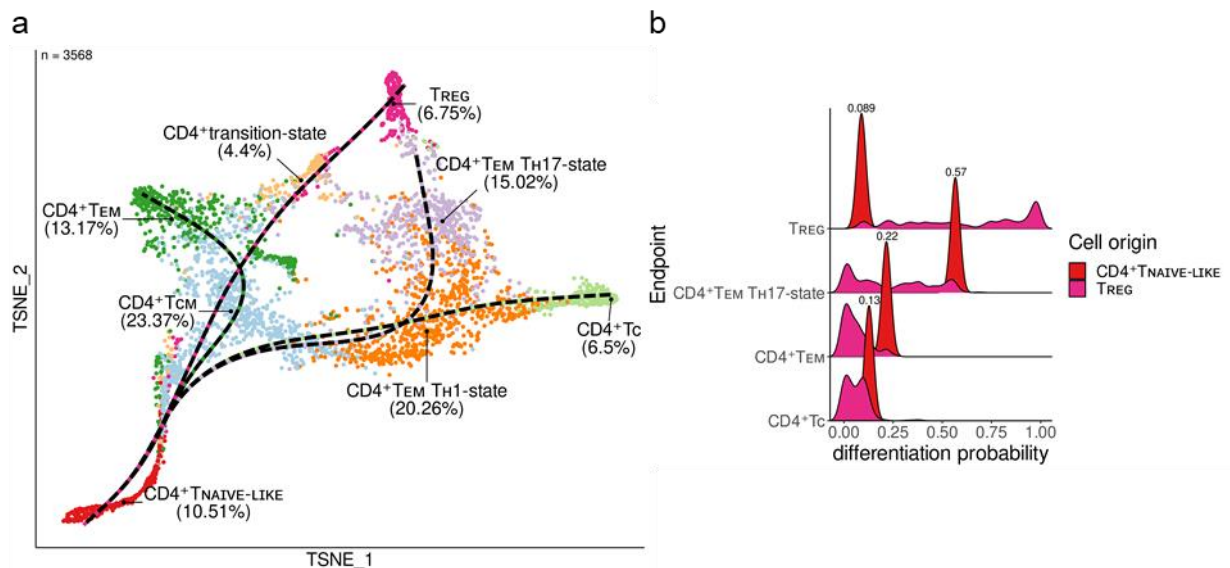 a
n = 3568
TREG
(6.75%)
CD4+transition-state
(4.4%)
CD4+TEM TH17-state
(15.02%)
CD4+TEM
(13.17%)
CD4+TCM
(23.37%)
CD4+TC
(6.5%)
CD4+TEM TH1-state
(20.26%)
CD4+TNAIVE-LIKE
(10.51%)
TSNE_2
TSNE_1
b
0.089
0.57
TREG
0.22
CD4+TEM TH17-state
0.13
CD4+TEM
CD4+TC
Endpoint
0.00 0.25 0.50 0.75 1.00
differentiation probability
Cell origin
CD4+TNAIVE-LIKE
TREG